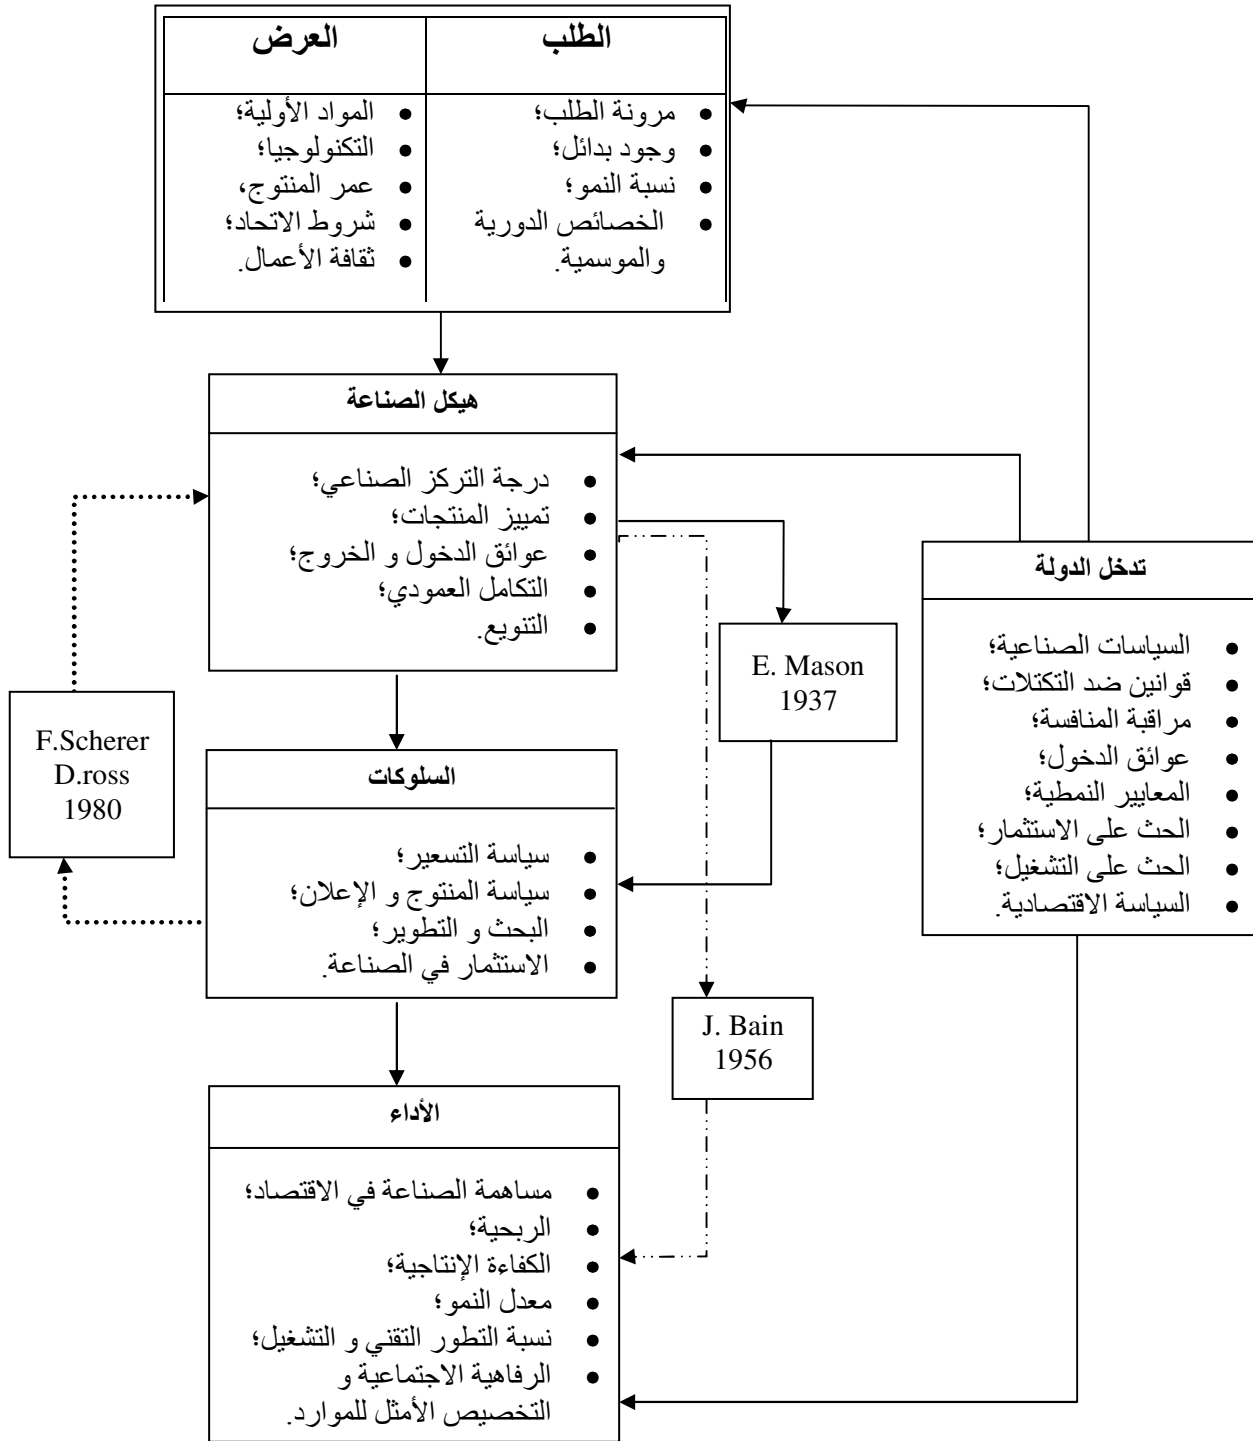 الطلب
العرض
مرونة الطلب؛
وجود بدائل؛
نسبة النمو؛
الخصائص الدورية
والموسمية.
المواد الأولية؛
التكنولوجيا؛
عمر المنتوج،
شروط الاتحاد؛
ثقافة الأعمال.
هيكل الصناعة
درجة التركز الصناعي؛
تمييز المنتجات؛
عوائق الدخول و الخروج؛
التكامل العمودي؛
التنويع.
تدخل الدولة
السياسات الصناعية؛
قوانين ضد التكتلات؛
مراقبة المنافسة؛
عوائق الدخول؛
المعايير النمطية؛
الحث على الاستثمار؛
الحث على التشغيل؛
السياسة الاقتصادية.
E. Mason
1937
F.Scherer
D.ross
1980
السلوكات
سياسة التسعير؛
سياسة المنتوج و الإعلان؛
البحث و التطوير؛
الاستثمار في الصناعة.
J. Bain
1956
الأداء
مساهمة الصناعة في الاقتصاد؛
الربحية؛
الكفاءة الإنتاجية؛
معدل النمو؛
نسبة التطور التقني و التشغيل؛
الرفاهية الاجتماعية و
التخصيص الأمثل للموارد.